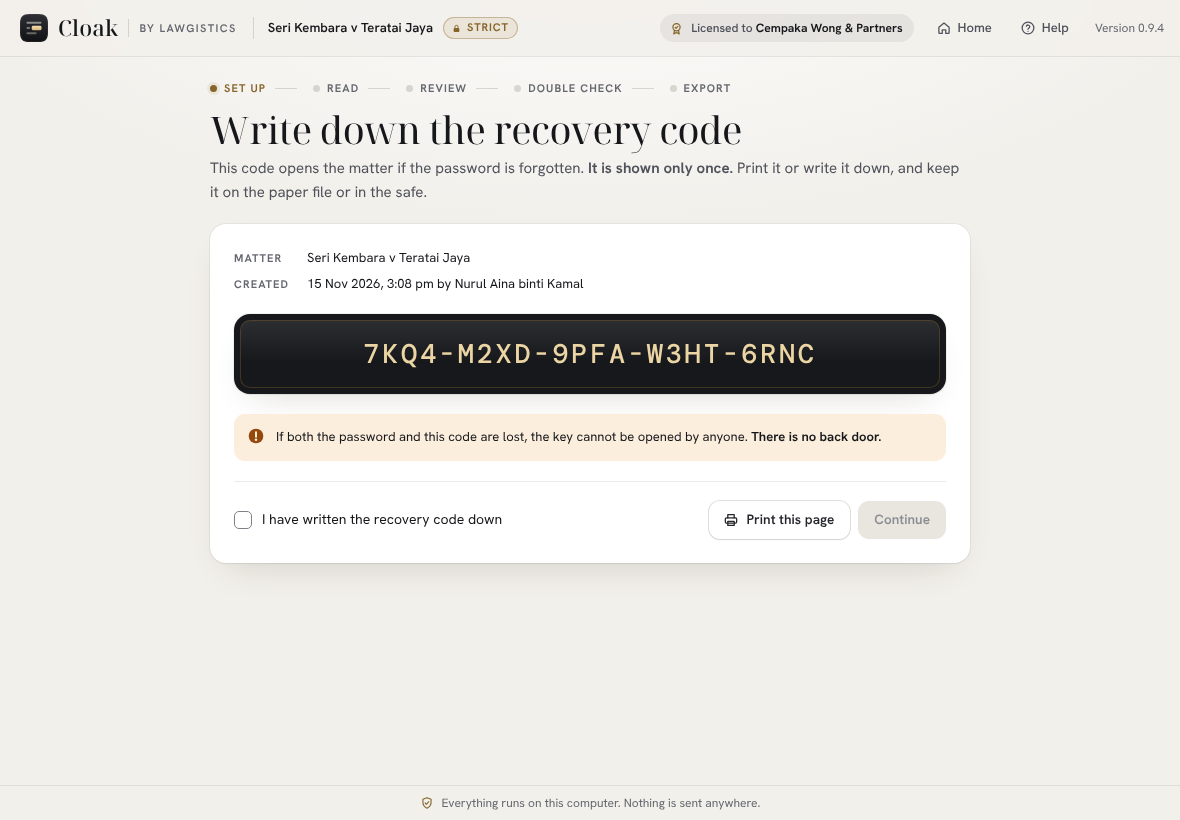 Cloak BY LAWGISTICS Seri Kembara v Teratai Jaya STRICT Licensed to Cempaka Wong & Partners Home Help Version 0.9.4
SET UP READ REVIEW DOUBLE CHECK EXPORT
Write down the recovery code
This code opens the matter if the password is forgotten. It is shown only once. Print it or write it down, and keep
it on the paper file or in the safe.
MATTER Seri Kembara v Teratai Jaya
CREATED 15 Nov 2026, 3:08 pm by Nurul Aina binti Kamal
7KQ4-M2XD-9PFA-W3HT-6RNC
If both the password and this code are lost, the key cannot be opened by anyone. There is no back door.
I have written the recovery code down Print this page Continue
Everything runs on this computer. Nothing is sent anywhere.